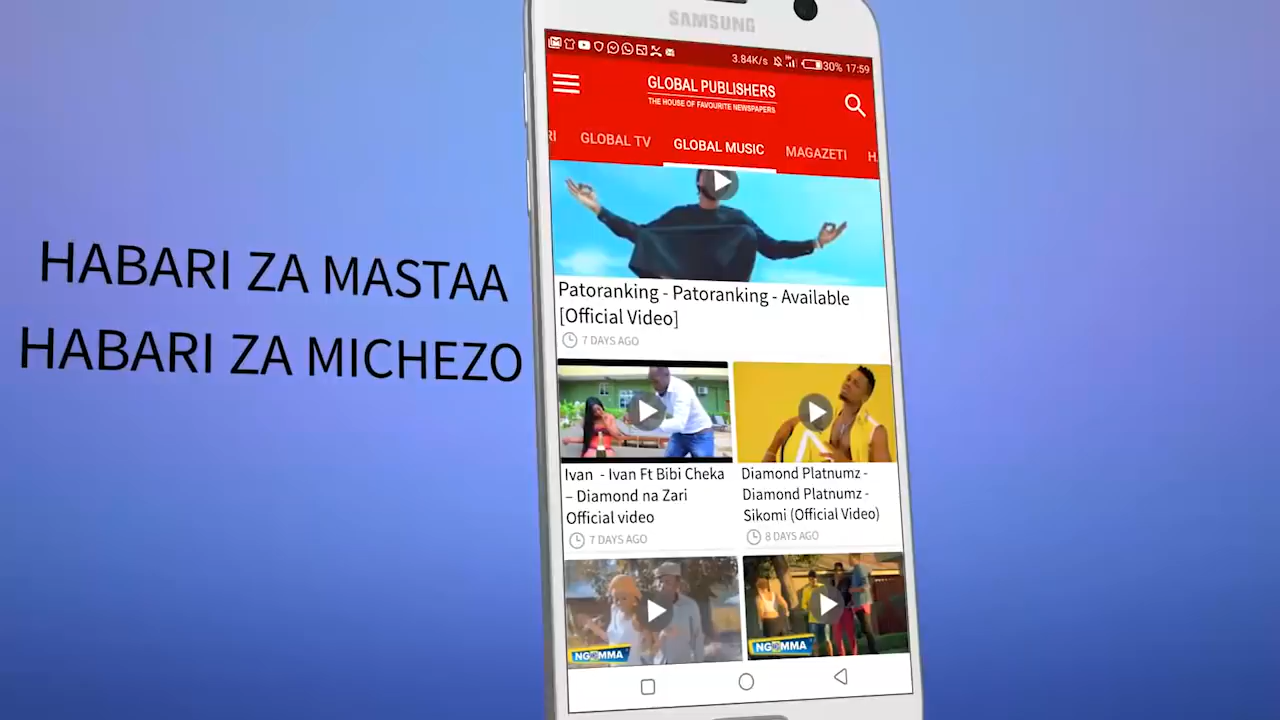 HABARI ZA MASTAA
HABARI ZA MICHEZO
SAMSUNG
3.84K/s
30% 17:59
GLOBAL PUBLISHERS
THE HOUSE OF FAVOURITE NEWSPAPERS
RI GLOBAL TV GLOBAL MUSIC MAGAZETI H
Patoranking - Patoranking - Available
[Official Video]
7 DAYS AGO
Ivan - Ivan Ft Bibi Cheka
– Diamond na Zari
Official video
7 DAYS AGO
Diamond Platnumz -
Diamond Platnumz -
Sikomi (Official Video)
8 DAYS AGO